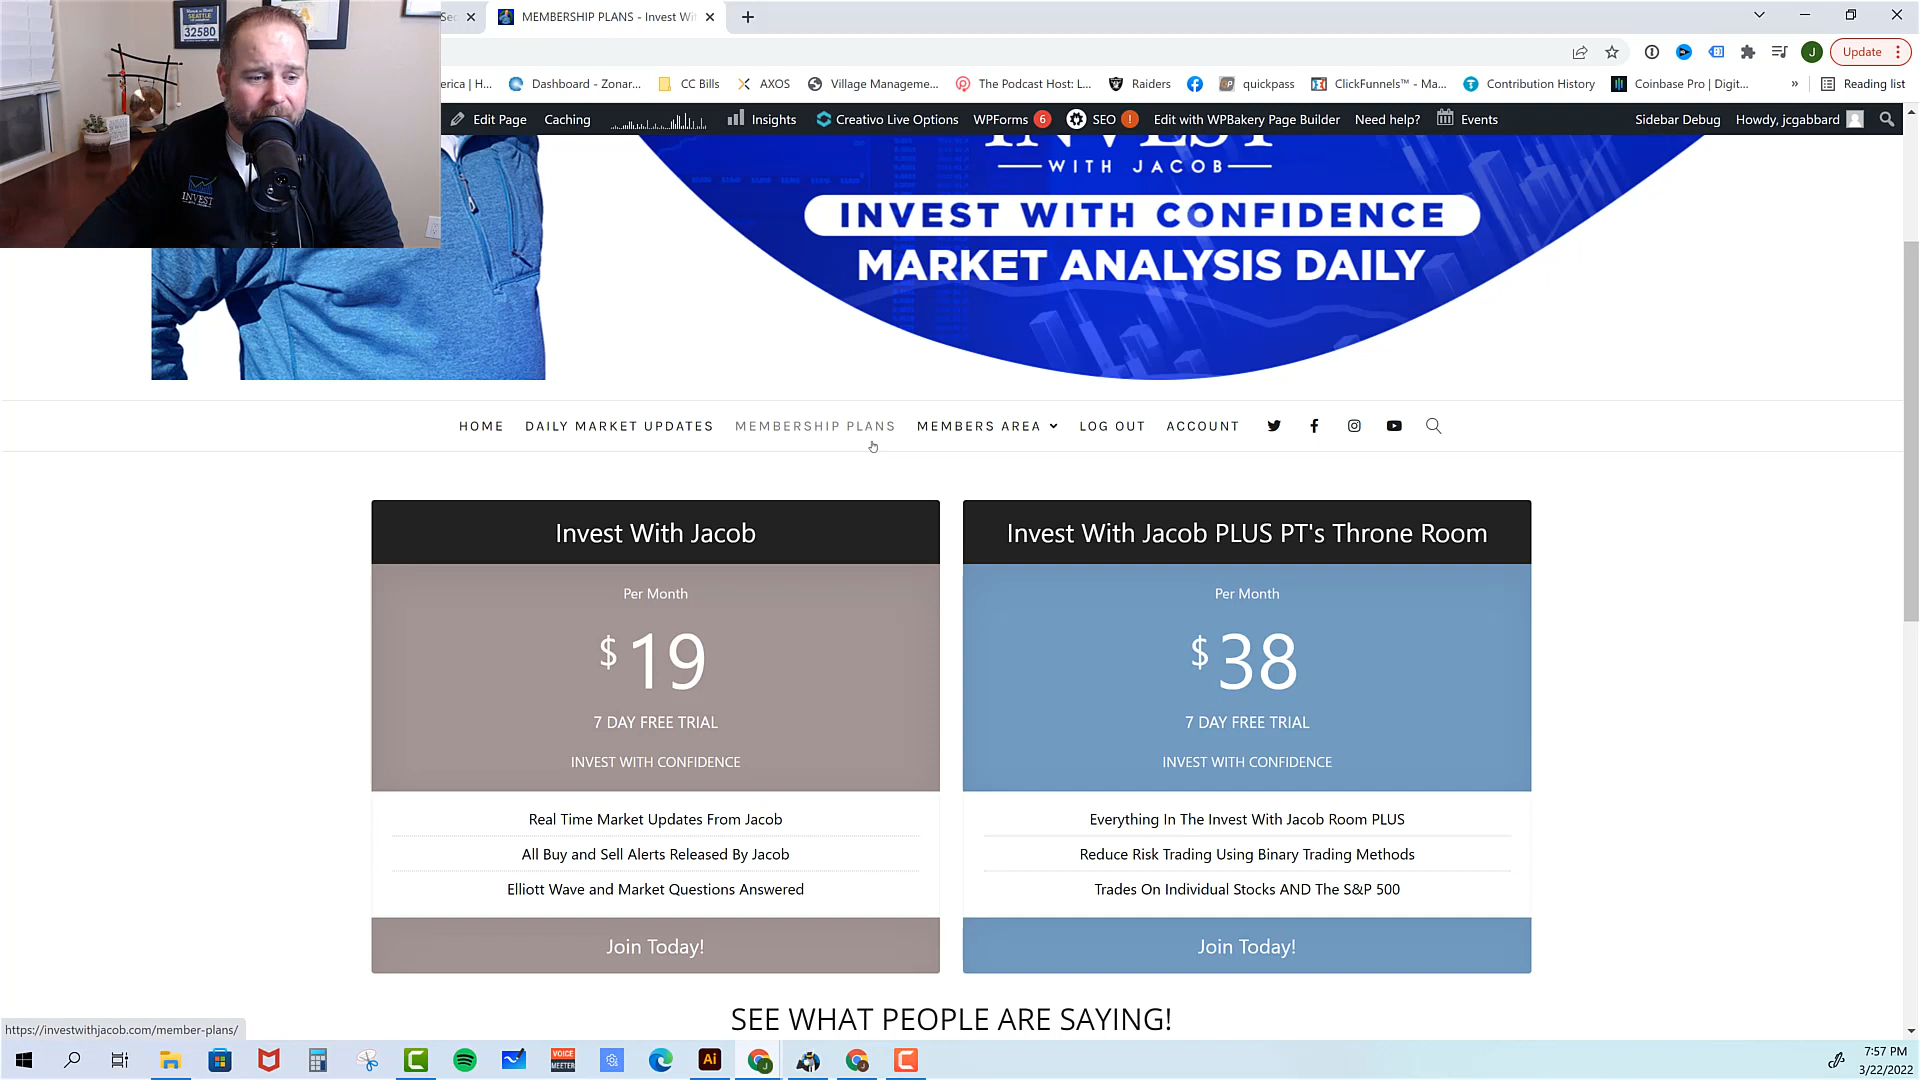 32580
Sec
MEMBERSHIP PLANS - Invest Wi
Update
erica | H...
Dashboard - Zonar...
CC Bills
AXOS
Village Manageme...
The Podcast Host: L...
Raiders
quickpass
ClickFunnels™ - Ma...
Contribution History
Coinbase Pro | Digit...
»
Reading list
Edit Page
Caching
Insights
Creativo Live Options
WPForms 6
SEO !
Edit with WPBakery Page Builder
Need help?
Events
Sidebar Debug
Howdy, jcgabbard
INVEST
INVEST
WITH JACOB
INVEST WITH CONFIDENCE
MARKET ANALYSIS DAILY
HOME
DAILY MARKET UPDATES
MEMBERSHIP PLANS
MEMBERS AREA
LOG OUT
ACCOUNT
Invest With Jacob
Per Month
$19
7 DAY FREE TRIAL
INVEST WITH CONFIDENCE
Real Time Market Updates From Jacob
All Buy and Sell Alerts Released By Jacob
Elliott Wave and Market Questions Answered
Join Today!
Invest With Jacob PLUS PT's Throne Room
Per Month
$38
7 DAY FREE TRIAL
INVEST WITH CONFIDENCE
Everything In The Invest With Jacob Room PLUS
Reduce Risk Trading Using Binary Trading Methods
Trades On Individual Stocks AND The S&P 500
Join Today!
SEE WHAT PEOPLE ARE SAYING!
https://investwithjacob.com/member-plans/
VOICE
MEETER
Ai
7:57 PM
3/22/2022